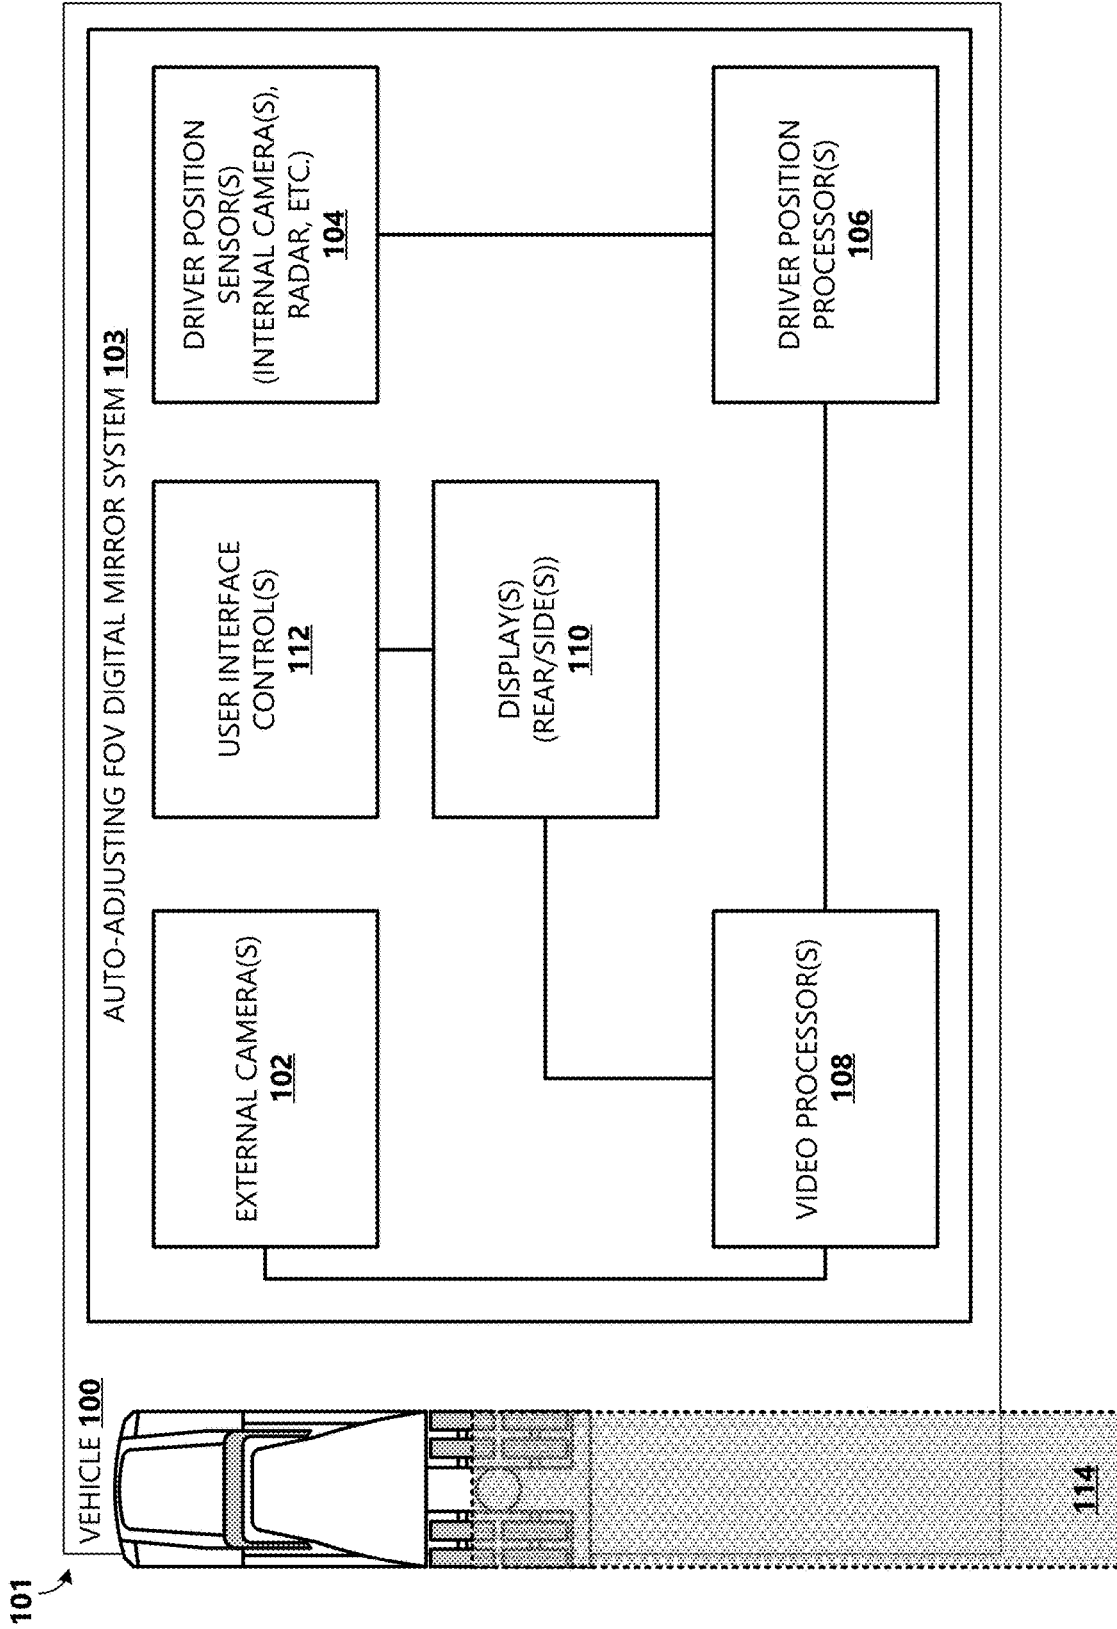 101
VEHICLE 100
AUTO-ADJUSTING FOV DIGITAL MIRROR SYSTEM 103
EXTERNAL CAMERA(S)
102
USER INTERFACE
CONTROL(S)
112
DRIVER POSITION
SENSOR(S)
(INTERNAL CAMERA(S),
RADAR, ETC.)
104
DISPLAY(S)
(REAR/SIDE(S))
110
VIDEO PROCESSOR(S)
108
DRIVER POSITION
PROCESSOR(S)
106
114